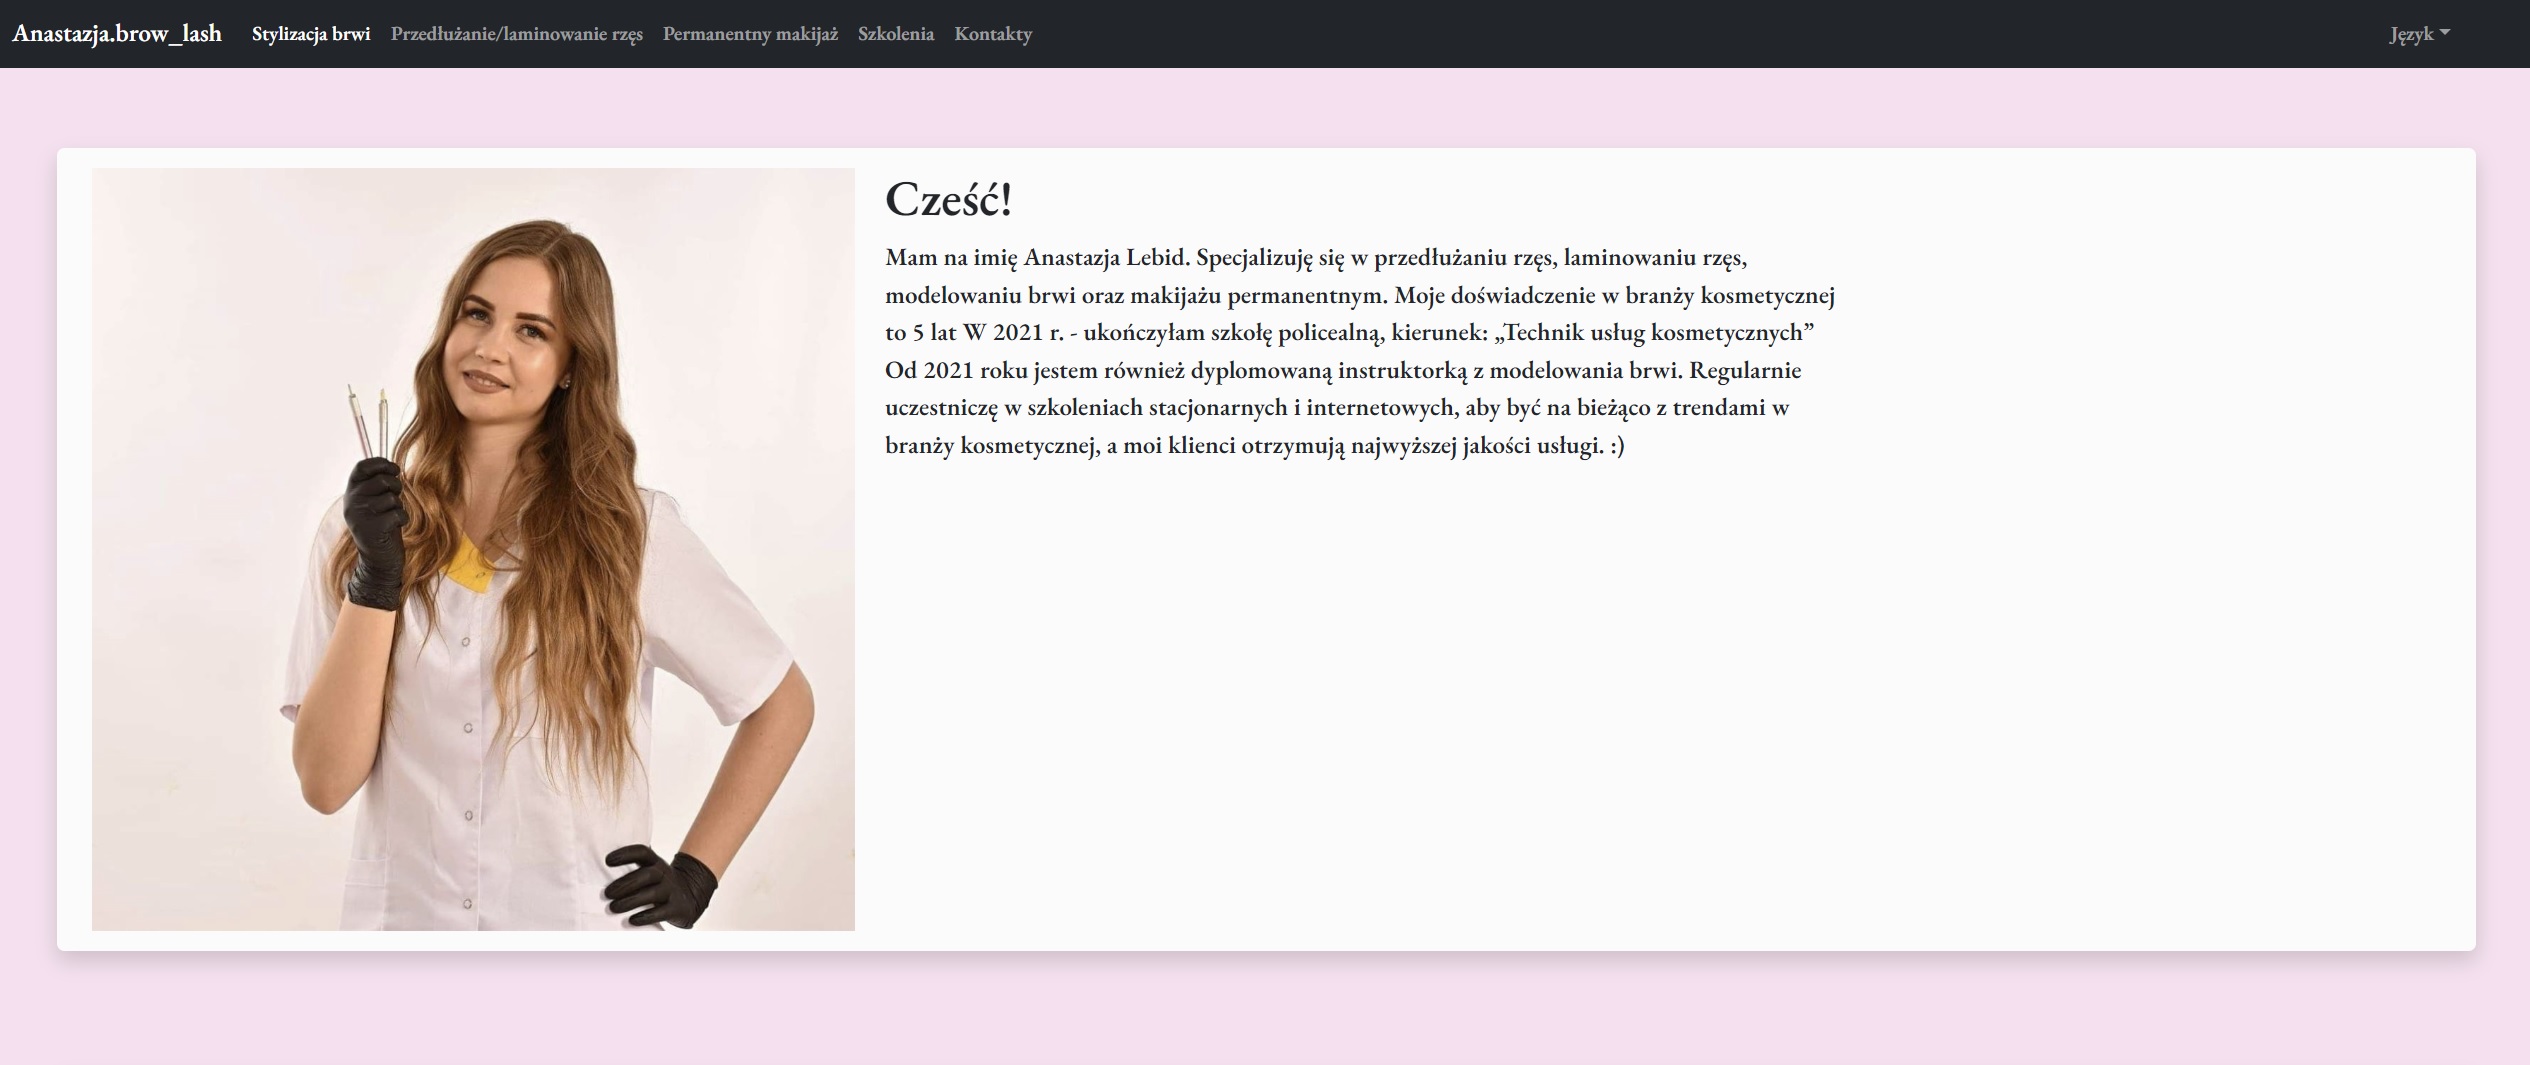 Anastazja.brow_lash Stylizacja brwi Przedłużanie/laminowanie rzęs Permanentny makijaż Szkolenia Kontakty Język
Cześć!
Mam na imię Anastazja Lebid. Specjalizuję się w przedłużaniu rzęs, laminowaniu rzęs,
modelowaniu brwi oraz makijażu permanentnym. Moje doświadczenie w branży kosmetycznej
to 5 lat W 2021 r. - ukończyłam szkołę policealną, kierunek: „Technik usług kosmetycznych”
Od 2021 roku jestem również dyplomowaną instruktorką z modelowania brwi. Regularnie
uczestniczę w szkoleniach stacjonarnych i internetowych, aby być na bieżąco z trendami w
branży kosmetycznej, a moi klienci otrzymują najwyższej jakości usługi. :)